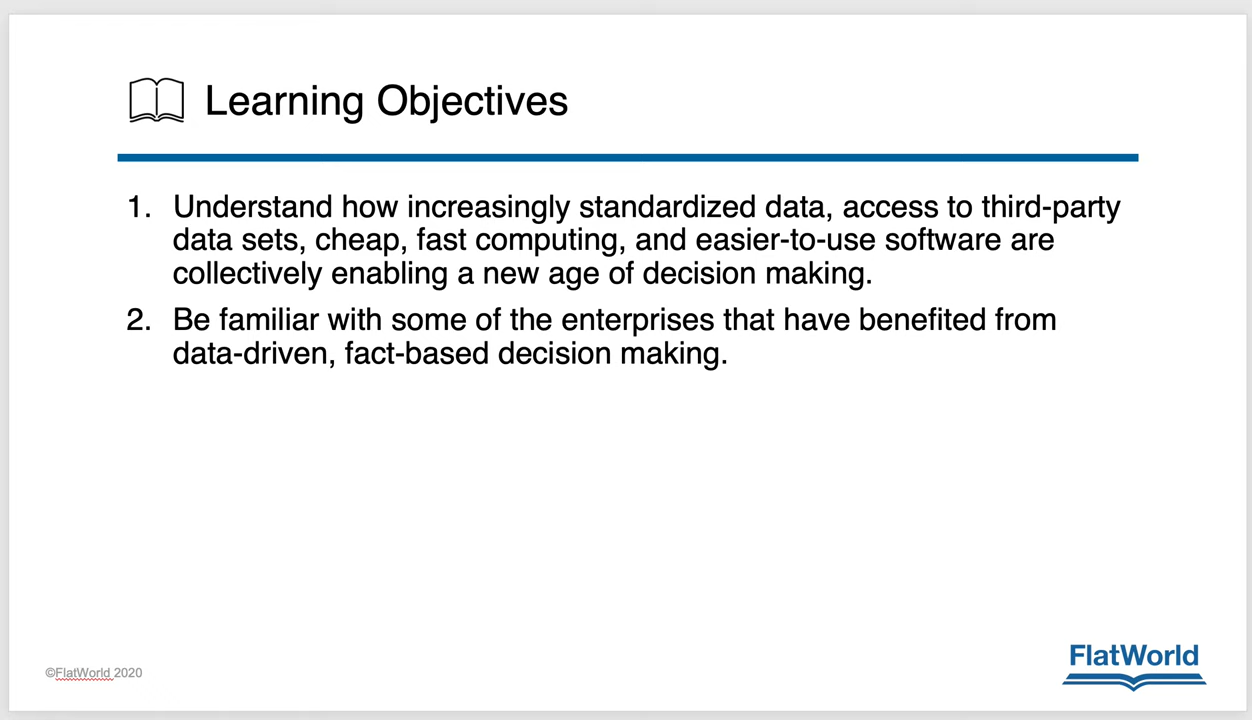 Learning Objectives
1. Understand how increasingly standardized data, access to third-party
data sets, cheap, fast computing, and easier-to-use software are
collectively enabling a new age of decision making.
2. Be familiar with some of the enterprises that have benefited from
data-driven, fact-based decision making.
©FlatWorld 2020
FlatWorld